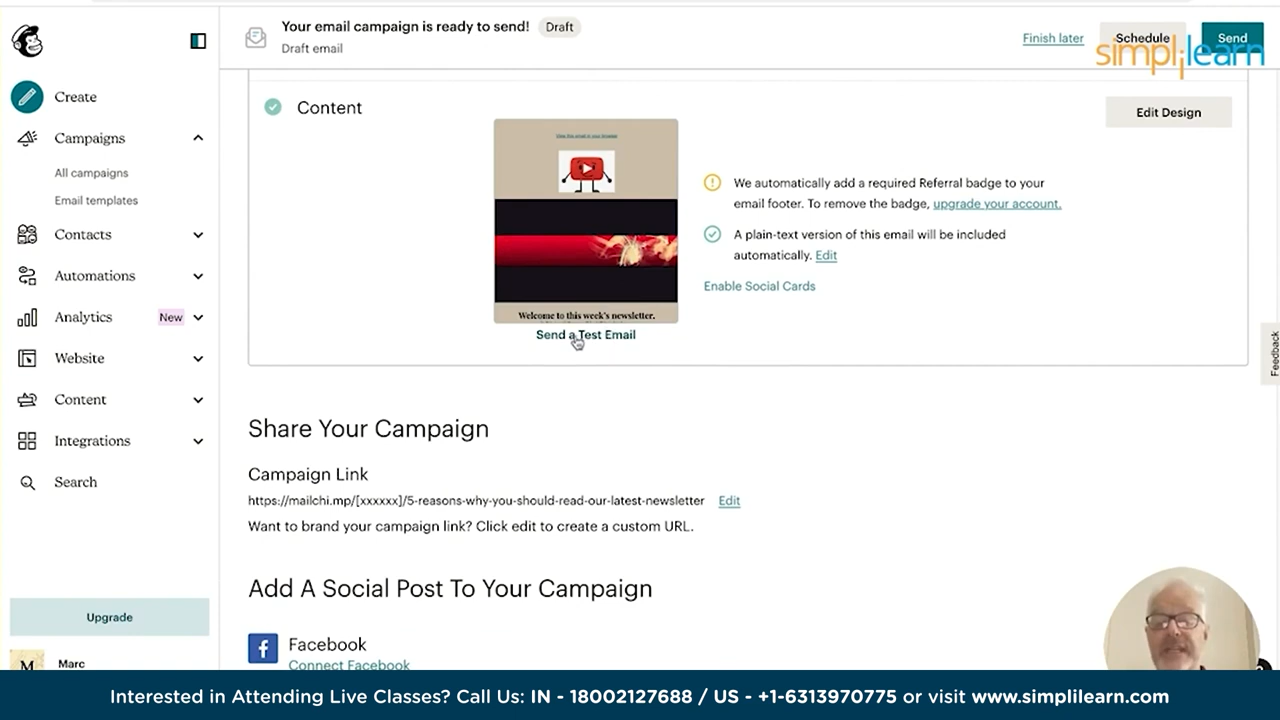 Your email campaign is ready to send! Draft
Draft email
Finish later
Schedule
Send
simplilearn
Create
Campaigns
All campaigns
Email templates
Contacts
Automations
Analytics New
Website
Content
Integrations
Search
Upgrade
M Marc
Content
Edit Design
View this email in your browser
Welcome to this week's newsletter.
Send a Test Email
We automatically add a required Referral badge to your
email footer. To remove the badge, upgrade your account.
A plain-text version of this email will be included
automatically. Edit
Enable Social Cards
Feedback
Share Your Campaign
Campaign Link
https://mailchi.mp/[xxxxxx]/5-reasons-why-you-should-read-our-latest-newsletter Edit
Want to brand your campaign link? Click edit to create a custom URL.
Add A Social Post To Your Campaign
Facebook
Connect Facebook
Interested in Attending Live Classes? Call Us: IN - 18002127688 / US - +1-6313970775 or visit www.simplilearn.com